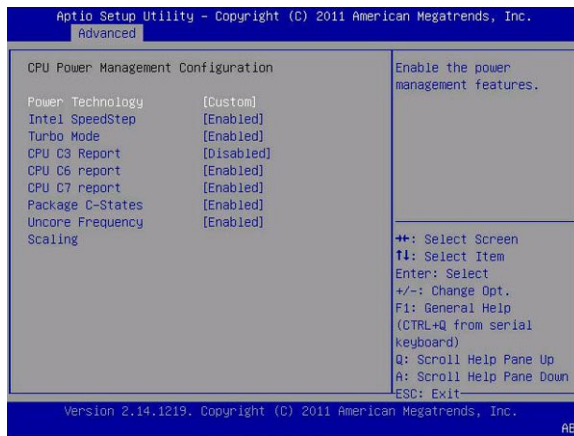 Aptio Setup Utility – Copyright (C) 2011 American Megatrends, Inc.
Advanced
CPU Power Management Configuration
Power Technology [Custom]
Intel SpeedStep [Enabled]
Turbo Mode [Enabled]
CPU C3 Report [Disabled]
CPU C6 report [Enabled]
CPU C7 report [Enabled]
Package C-States [Enabled]
Uncore Frequency [Enabled]
Scaling
Enable the power
management features.
→←: Select Screen
↑↓: Select Item
Enter: Select
+/-: Change Opt.
F1: General Help
(CTRL+Q from serial
keyboard)
Q: Scroll Help Pane Up
A: Scroll Help Pane Down
ESC: Exit
Version 2.14.1219. Copyright (C) 2011 American Megatrends, Inc.
AB